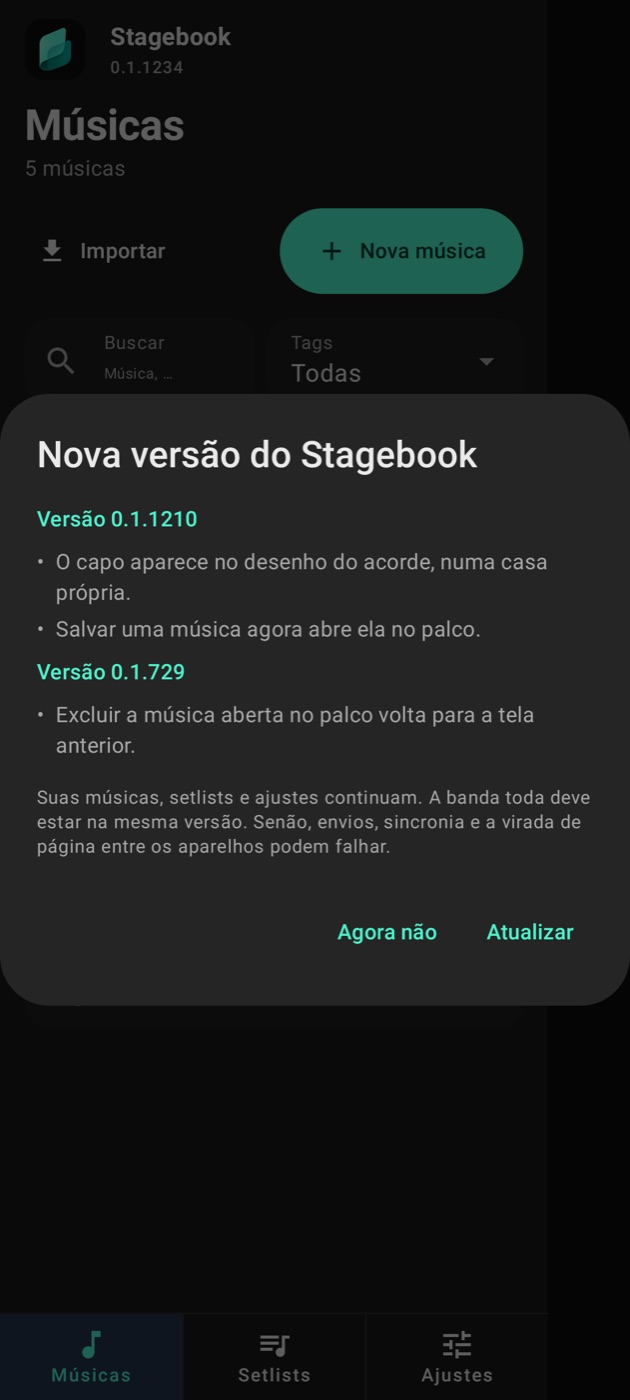 Stagebook
0.1.1234
Músicas
5 músicas
Importar
Nova música
Buscar
Música, ...
Tags
Todas
Nova versão do Stagebook
Versão 0.1.1210
• O capo aparece no desenho do acorde, numa casa
própria.
• Salvar uma música agora abre ela no palco.
Versão 0.1.729
• Excluir a música aberta no palco volta para a tela
anterior.
Suas músicas, setlists e ajustes continuam. A banda toda deve
estar na mesma versão. Senão, envios, sincronia e a virada de
página entre os aparelhos podem falhar.
Agora não
Atualizar
Músicas
Setlists
Ajustes